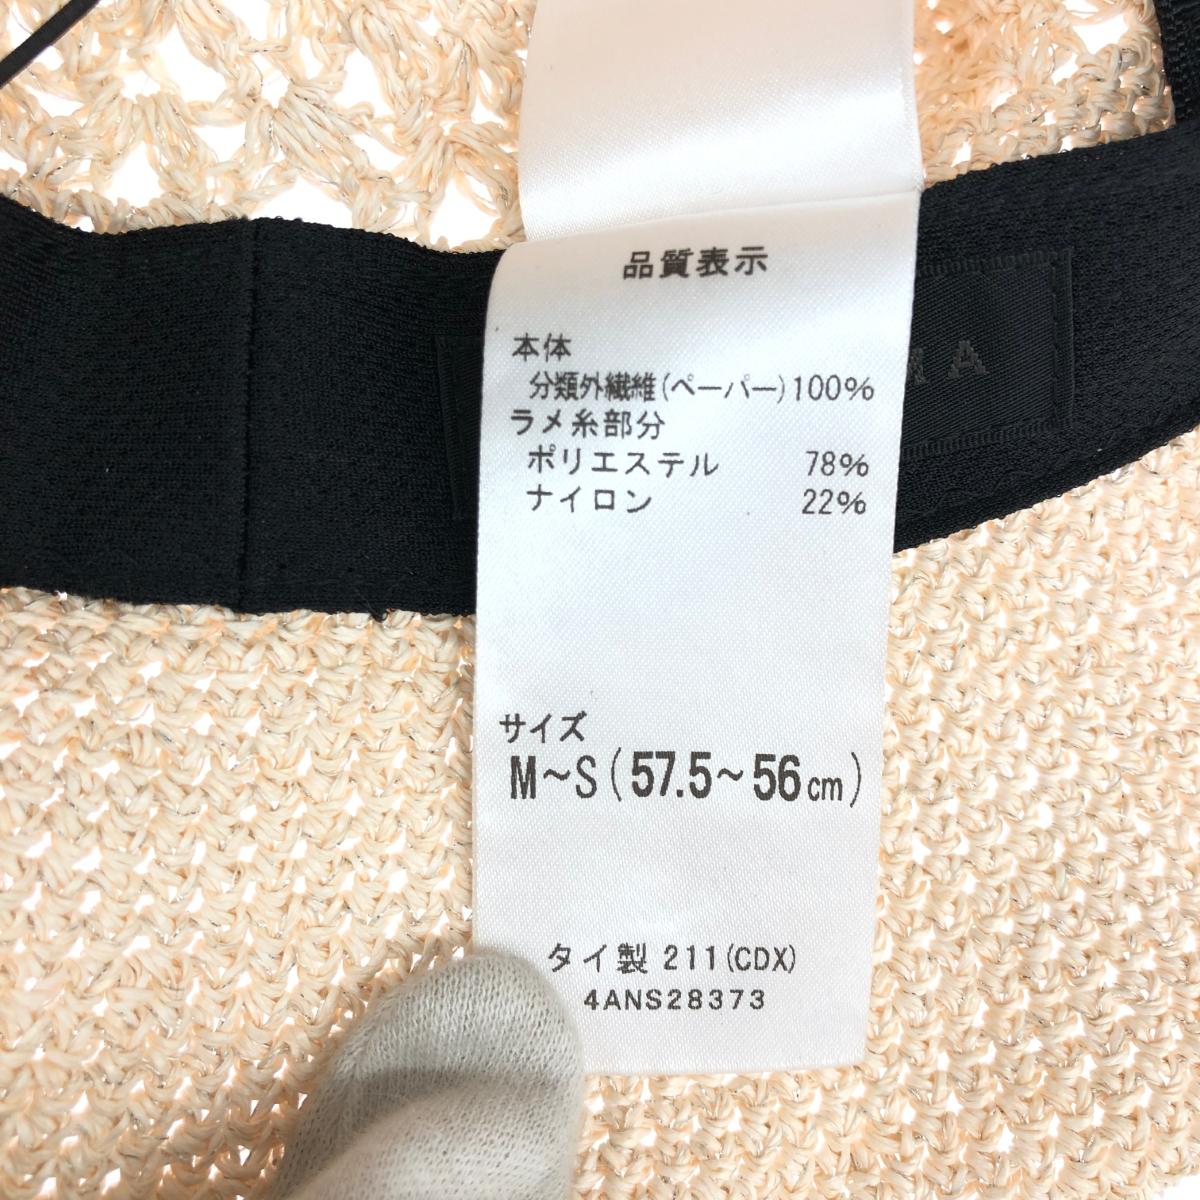 品質表示
本体
分類外繊維(ペーパー)100%
ラメ糸部分
ポリエステル 78%
ナイロン 22%
サイズ
M～S(57.5～56cm)
タイ製 211(CDX)
4ANS28373